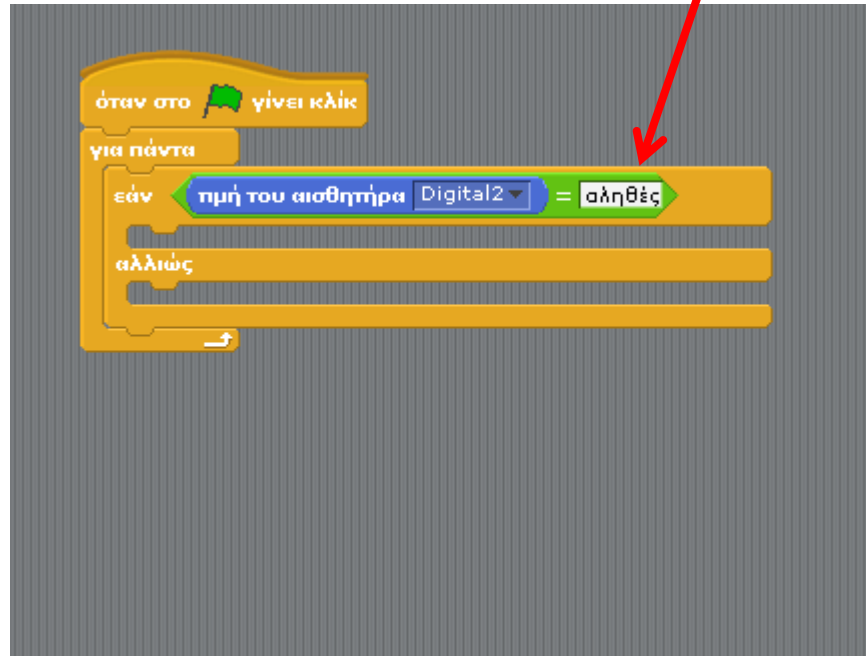 όταν στο γίνει κλίκ
για πάντα
εάν τιμή του αισθητήρα Digital2 = αληθές
αλλιώς